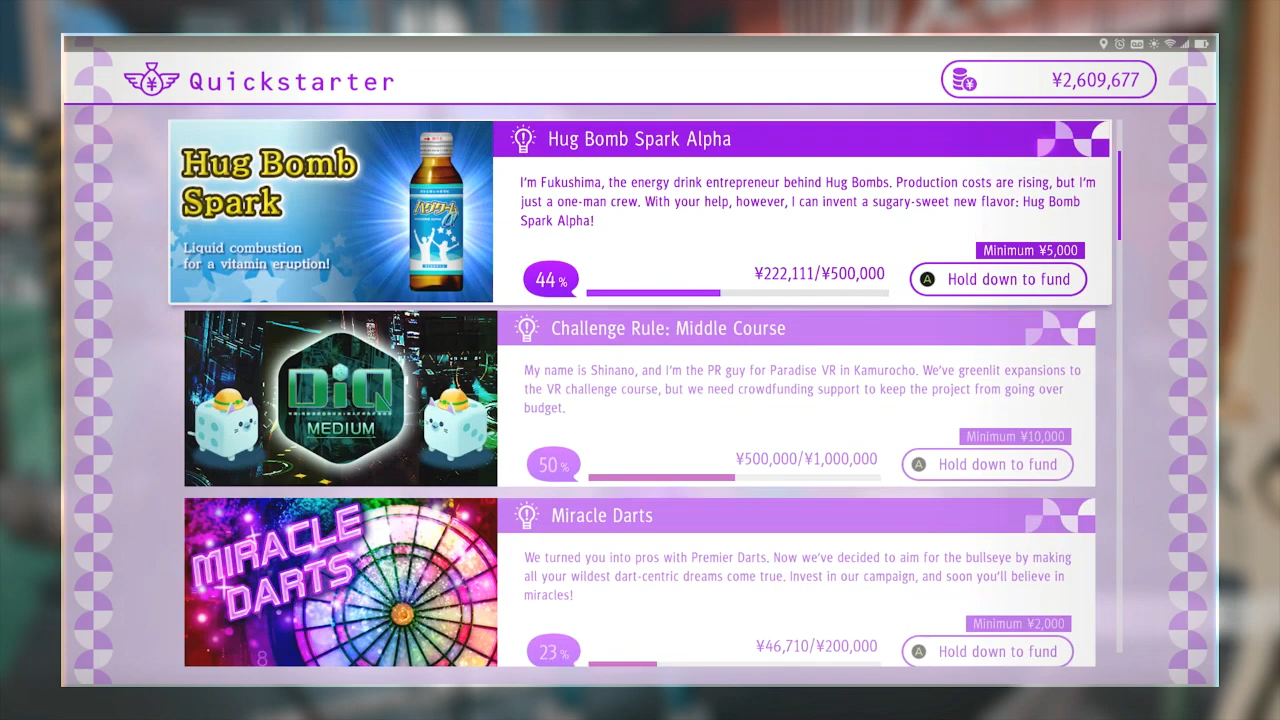 Quickstarter
¥2,609,677
Hug Bomb
Spark
Liquid combustion
for a vitamin eruption!
Hug Bomb Spark Alpha
I'm Fukushima, the energy drink entrepreneur behind Hug Bombs. Production costs are rising, but I'm
just a one-man crew. With your help, however, I can invent a sugary-sweet new flavor: Hug Bomb
Spark Alpha!
Minimum ¥5,000
44 %
¥222,111/¥500,000
A Hold down to fund
DiQ
MEDIUM
Challenge Rule: Middle Course
My name is Shinano, and I'm the PR guy for Paradise VR in Kamurocho. We've greenlit expansions to
the VR challenge course, but we need crowdfunding support to keep the project from going over
budget.
Minimum ¥10,000
50 %
¥500,000/¥1,000,000
A Hold down to fund
MIRACLE
DARTS
8
Miracle Darts
We turned you into pros with Premier Darts. Now we've decided to aim for the bullseye by making
all your wildest dart-centric dreams come true. Invest in our campaign, and soon you'll believe in
miracles!
Minimum ¥2,000
23 %
¥46,710/¥200,000
A Hold down to fund